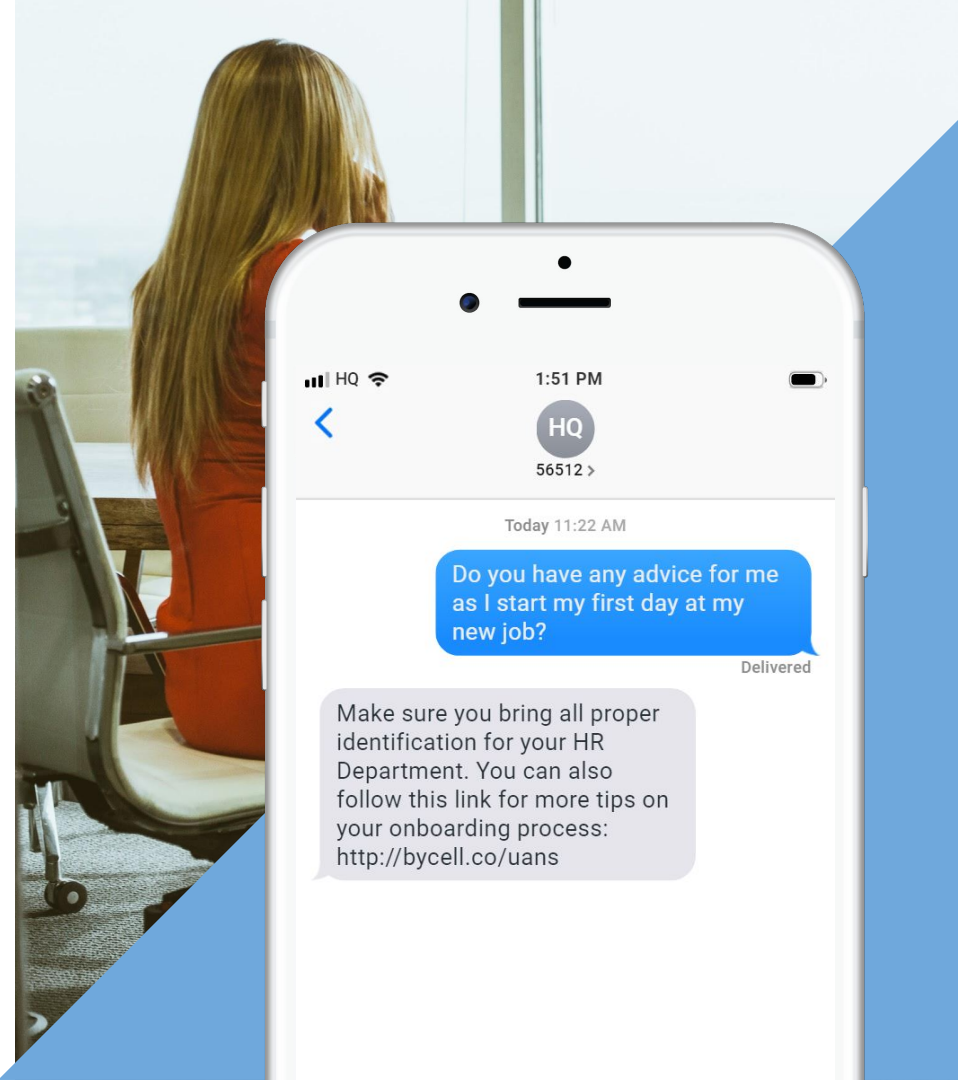 HQ
1:51 PM
HQ
56512 >
Today 11:22 AM
Do you have any advice for me
as I start my first day at my
new job?
Delivered
Make sure you bring all proper
identification for your HR
Department. You can also
follow this link for more tips on
your onboarding process:
http://bycell.co/uans